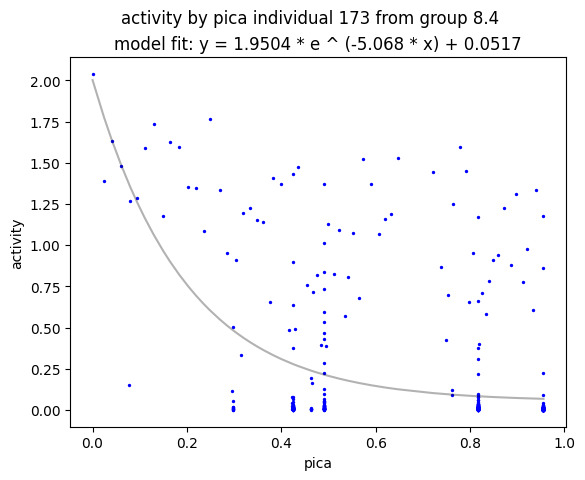 activity by pica individual 173 from group 8.4
model fit: y = 1.9504 * e ^ (-5.068 * x) + 0.0517
2.00
1.75
1.50
1.25
1.00
0.75
0.50
0.25
0.00
activity
0.0 0.2 0.4 0.6 0.8 1.0
pica